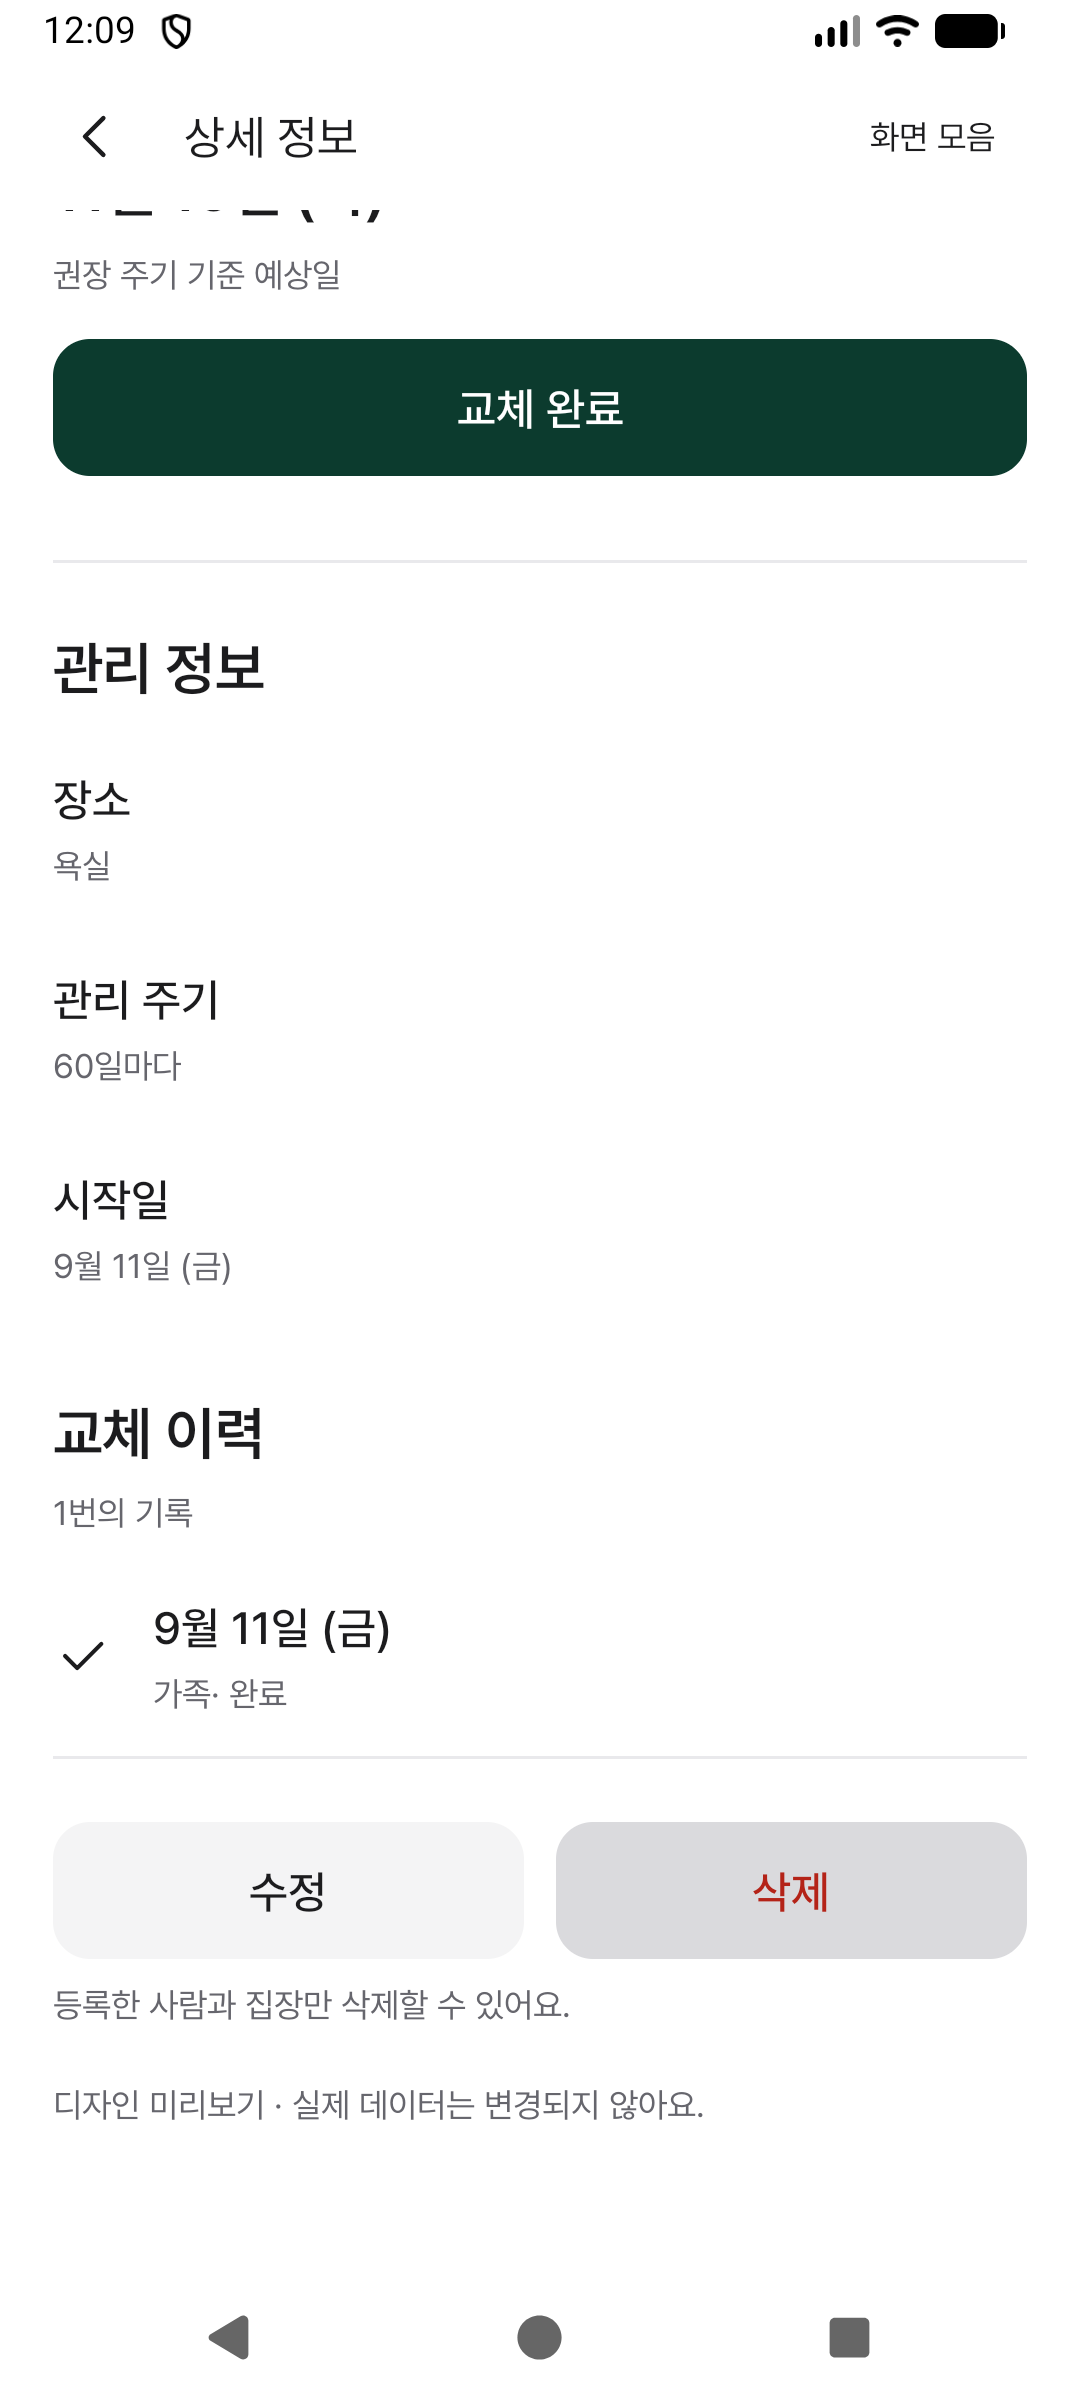 12:09
상세 정보
화면 모음
권장 주기 기준 예상일
교체 완료
관리 정보
장소
욕실
관리 주기
60일마다
시작일
9월 11일 (금)
교체 이력
1번의 기록
9월 11일 (금)
가족· 완료
수정
삭제
등록한 사람과 집장만 삭제할 수 있어요.
디자인 미리보기 · 실제 데이터는 변경되지 않아요.